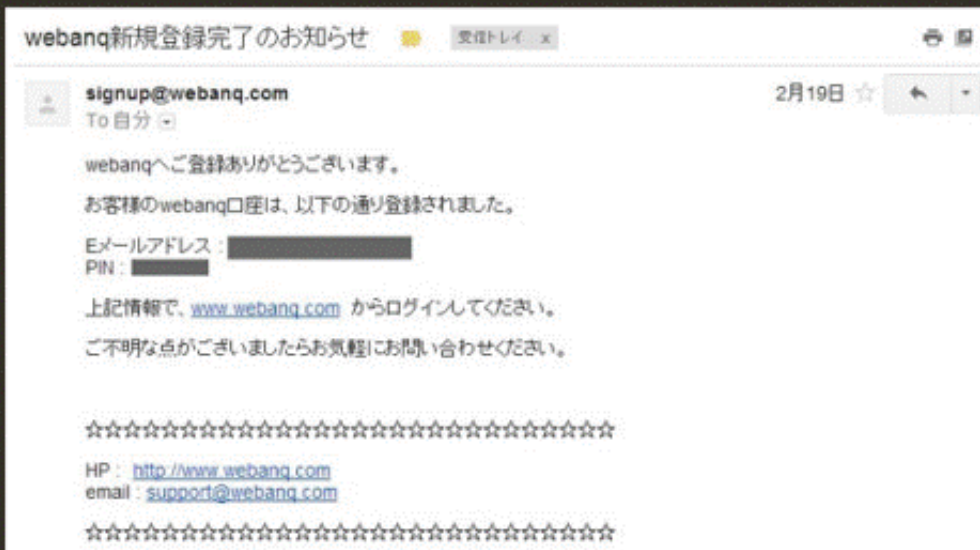 webanq新規登録完了のお知らせ 受信トレイ x
signup@webanq.com 2月19日
To 自分
webanqへご登録ありがとうございます。
お客様のwebanq口座は、以下の通り登録されました。
Eメールアドレス :
PIN :
上記情報で、www.webanq.com からログインしてください。
ご不明な点がございましたらお気軽にお問い合わせください。
☆☆☆☆☆☆☆☆☆☆☆☆☆☆☆☆☆☆☆☆☆☆☆☆☆☆☆☆
HP : http://www.webanq.com
email : support@webanq.com
☆☆☆☆☆☆☆☆☆☆☆☆☆☆☆☆☆☆☆☆☆☆☆☆☆☆☆☆